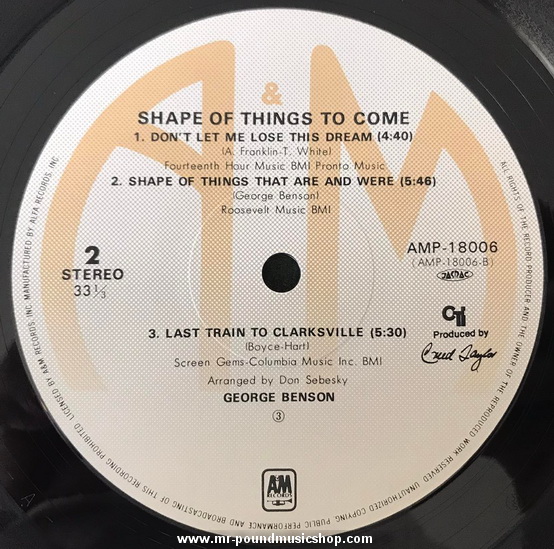 A & M
SHAPE OF THINGS TO COME
1. DON'T LET ME LOSE THIS DREAM (4:40)
(A. Franklin-T. White)
Fourteenth Hour Music BMI Pronto Music
2. SHAPE OF THINGS THAT ARE AND WERE (5:46)
(George Benson)
Roosevelt Music BMI
2
STEREO
33⅓
AMP-18006
(AMP-18006-B)
JASRAC
CTi
Produced by
Creed Taylor
3. LAST TRAIN TO CLARKSVILLE (5:30)
(Boyce-Hart)
Screen Gems-Columbia Music Inc. BMI
Arranged by Don Sebesky
GEORGE BENSON
③
A&M
RECORDS
ALL RIGHTS OF THE RECORD PRODUCER AND THE OWNER OF THE REPRODUCED WORK RESERVED. UNAUTHORIZED COPYING, PUBLIC PERFORMANCE AND BROADCASTING OF THIS RECORDING PROHIBITED. LICENSED BY A&M RECORDS, INC. MANUFACTURED BY ALFA RECORDS, INC.
www.mr-poundmusicshop.com